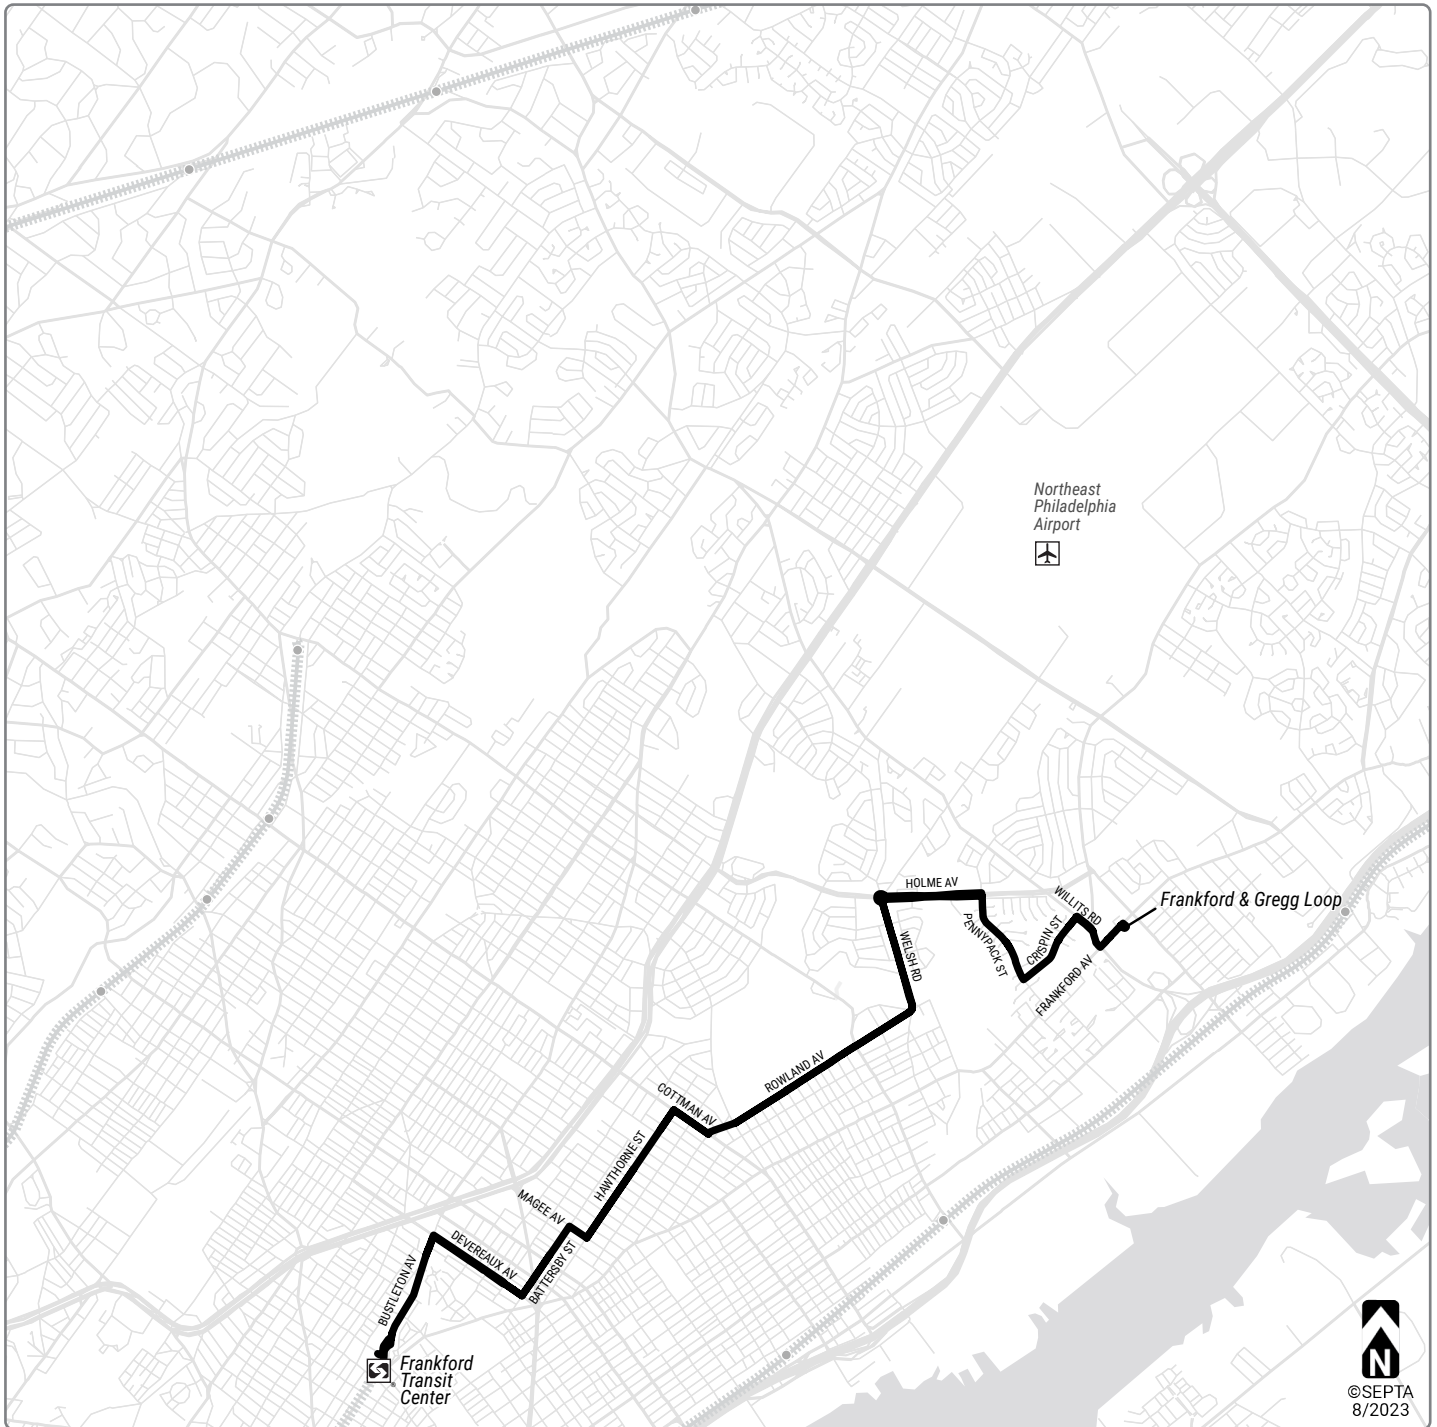 Northeast
Philadelphia
Airport
HOLME AV
WILLITS RD
Frankford & Gregg Loop
PENNYPACK ST
CRISPIN ST
WELSH RD
FRANKFORD AV
ROWLAND AV
COTTMAN AV
HAWTHORNE ST
MAGEE AV
DEVEREAUX AV
BATTERSBY ST
BUSTLETON AV
Frankford
Transit
Center
N
©SEPTA
8/2023